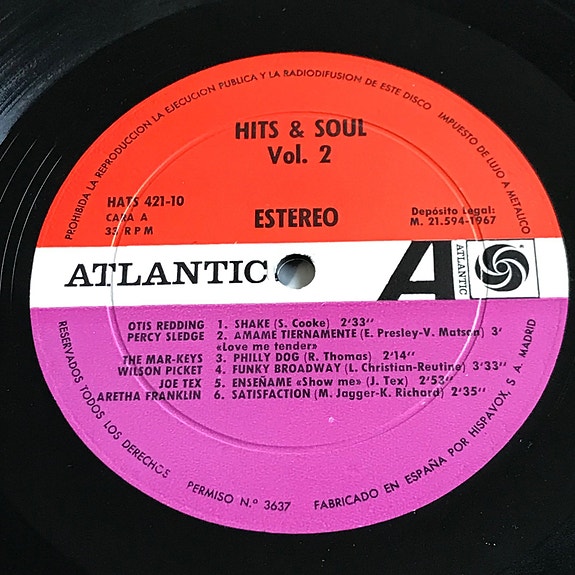 PROHIBIDA LA REPRODUCCION LA EJECUCION PUBLICA Y LA RADIODIFUSION DE ESTE DISCO
IMPUESTO DE LUJO A METALICO
HITS & SOUL
Vol. 2
HATS 421-10
CARA A
33 RPM
ESTEREO
Depósito Legal:
M. 21.594-1967
ATLANTIC
A
ATLANTIC
OTIS REDDING 1. SHAKE (S. Cooke) 2'33''
PERCY SLEDGE 2. AMAME TIERNAMENTE (E. Presley-V. Matson) 3'
«Love me tender»
THE MAR-KEYS 3. PHILLY DOG (R. Thomas) 2'14''
WILSON PICKET 4. FUNKY BROADWAY (L. Christian-Reutine) 3'33''
JOE TEX 5. ENSEÑAME «Show me» (J. Tex) 2'53''
ARETHA FRANKLIN 6. SATISFACTION (M. Jagger-K. Richard) 2'35''
RESERVADOS TODOS LOS DERECHOS
PERMISO N.º 3637
FABRICADO EN ESPAÑA POR HISPAVOX, S. A. MADRID